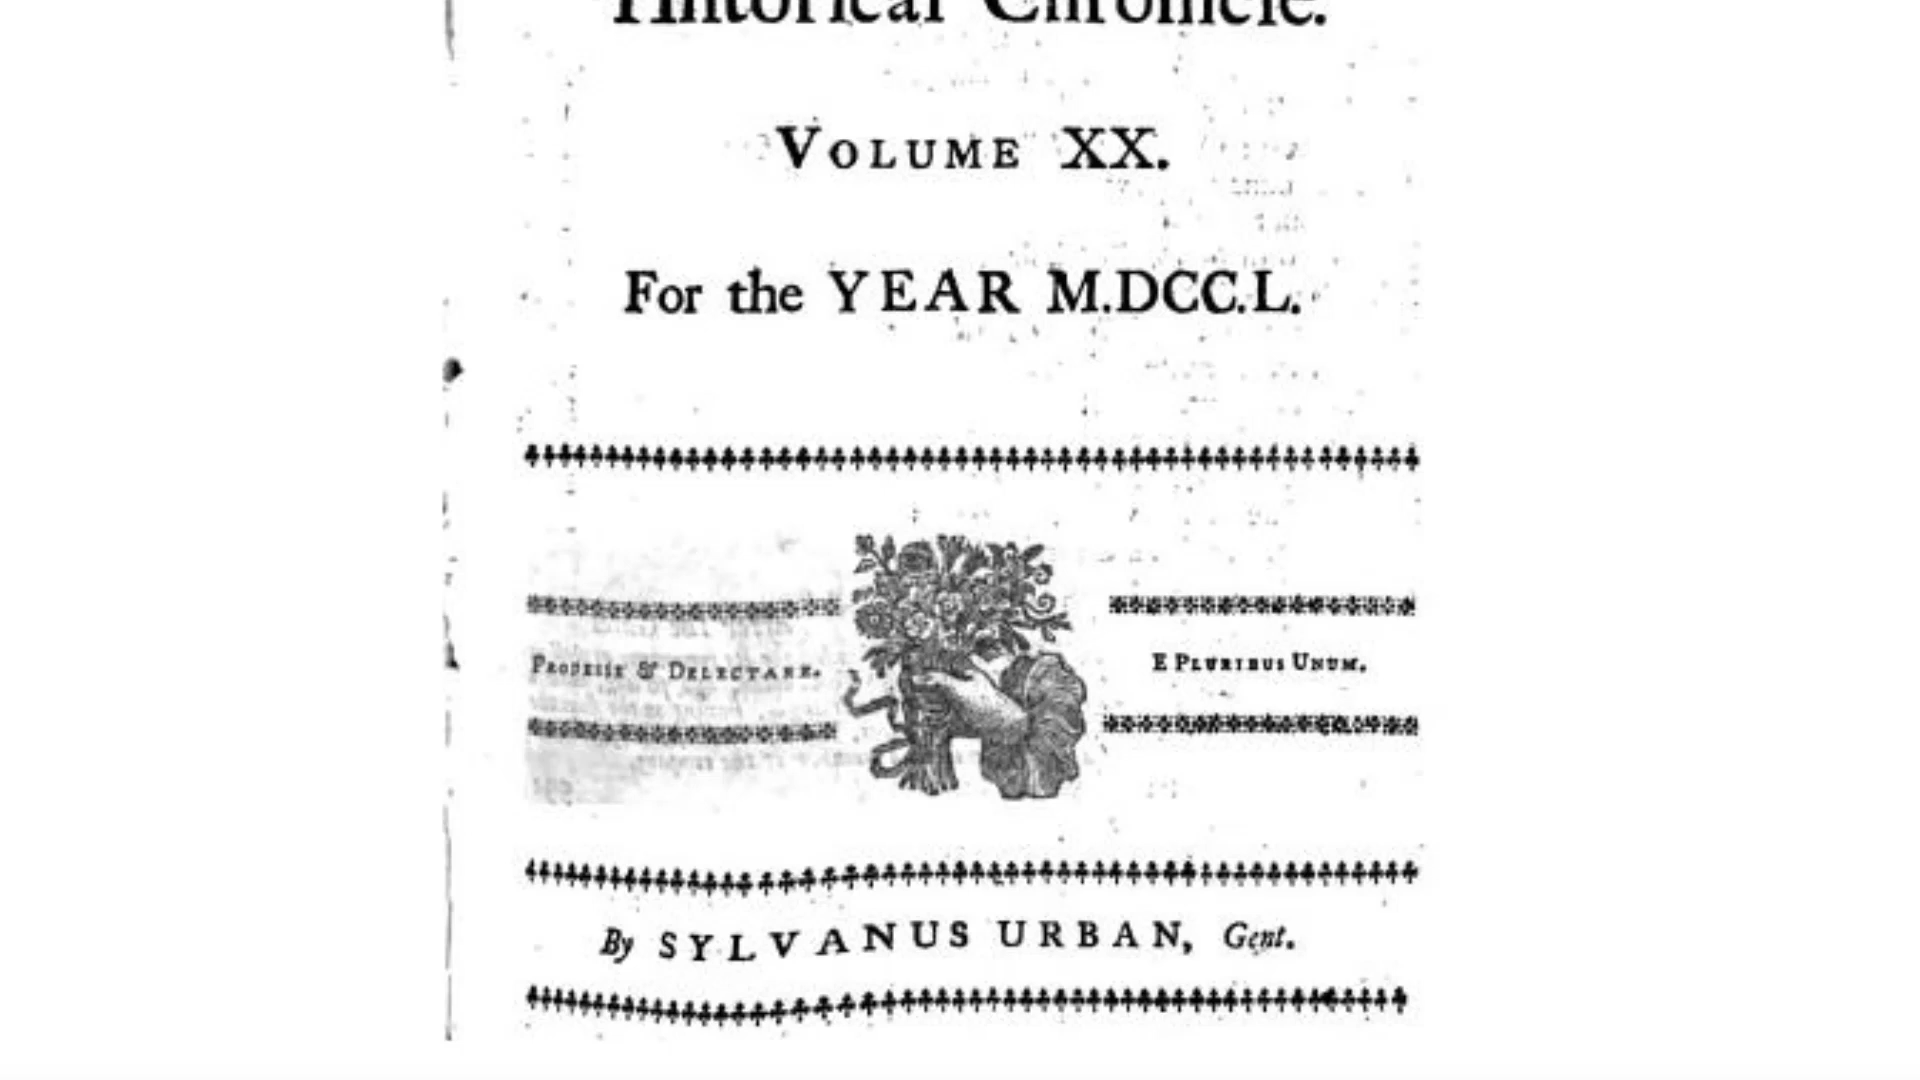 Historical Chronicle.
VOLUME XX.
For the YEAR M.DCC.L.
PRODESSE & DELECTARE.
E PLURIBUS UNUM.
By SYLVANUS URBAN, Gent.